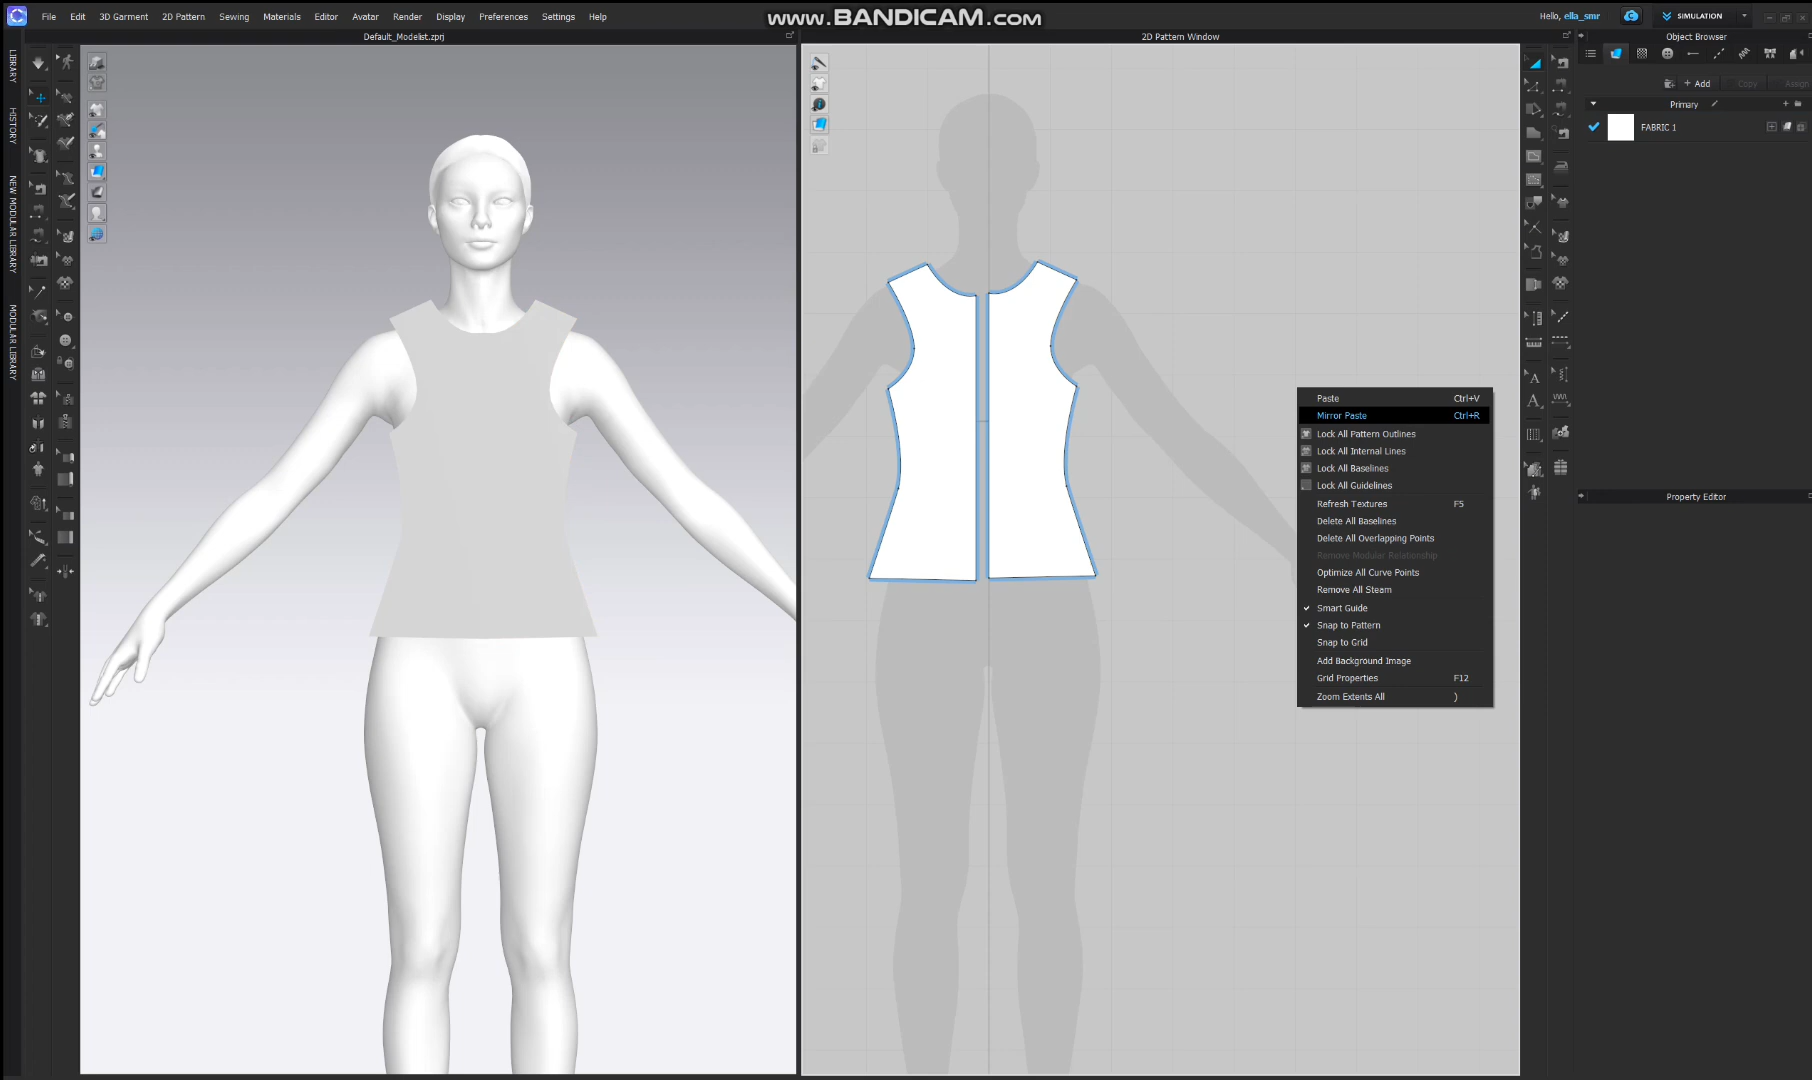 File Edit 3D Garment 2D Pattern Sewing Materials Editor Avatar Render Display Preferences Settings Help
www.BANDICAM.com
Hello, ella_smr
SIMULATION
Default_Modelist.zprj
2D Pattern Window
Object Browser
LIBRARY
HISTORY
NEW MODULAR LIBRARY
MODULAR LIBRARY
+ Add Copy Assign
Primary
FABRIC 1
Paste Ctrl+V
Mirror Paste Ctrl+R
Lock All Pattern Outlines
Lock All Internal Lines
Lock All Baselines
Lock All Guidelines
Refresh Textures F5
Delete All Baselines
Delete All Overlapping Points
Remove Modular Relationship
Optimize All Curve Points
Remove All Steam
Smart Guide
Snap to Pattern
Snap to Grid
Add Background Image
Grid Properties F12
Zoom Extents All )
Property Editor